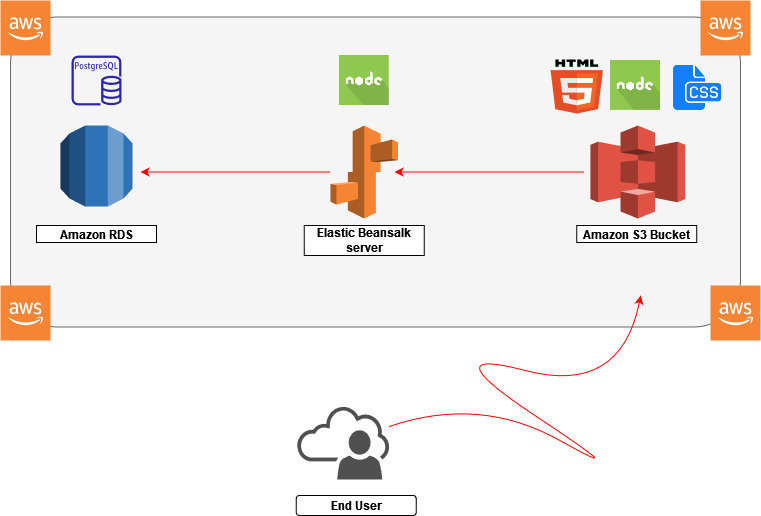 aws
aws
PostgreSQL
node
HTML
5
node
CSS
Amazon RDS
Elastic Beansalk
server
Amazon S3 Bucket
aws
aws
End User